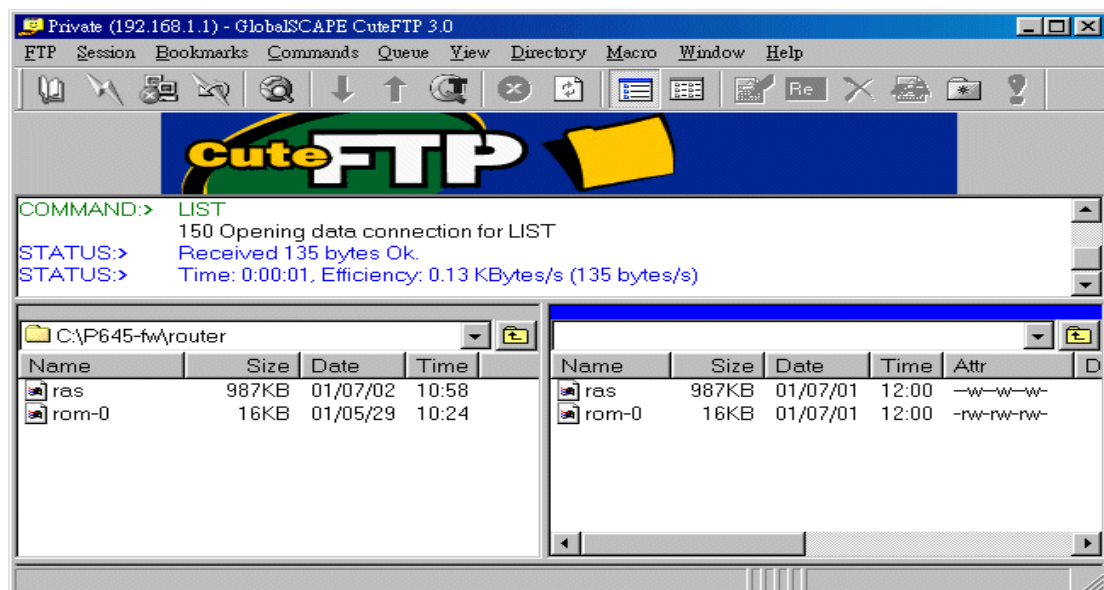 Private (192.168.1.1) - GlobalSCAPE CuteFTP 3.0
FTP Session Bookmarks Commands Queue View Directory Macro Window Help
Re
cute FTP
COMMAND:> LIST
150 Opening data connection for LIST
STATUS:> Received 135 bytes Ok.
STATUS:> Time: 0:00:01, Efficiency: 0.13 KBytes/s (135 bytes/s)
C:\P645-fw\router
Name Size Date Time
ras 987KB 01/07/02 10:58
rom-0 16KB 01/05/29 10:24
Name Size Date Time Attr D
ras 987KB 01/07/01 12:00 --w--w--w-
rom-0 16KB 01/07/01 12:00 -rw-rw-rw-